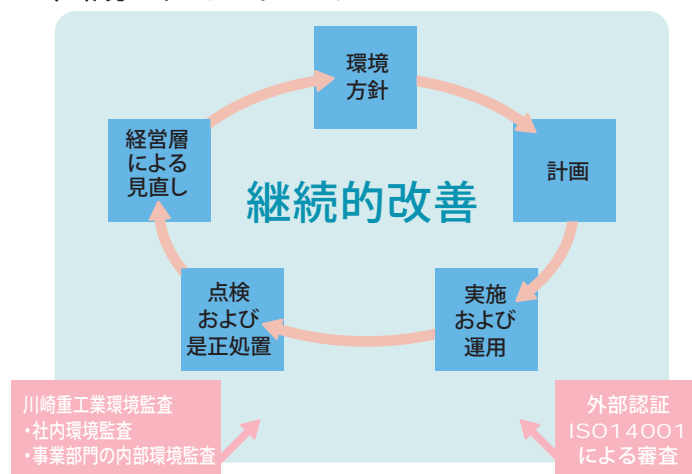 環境
方針
計画
実施
および
運用
点検
および
是正処置
経営層
による
見直し
継続的改善
川崎重工業環境監査
・社内環境監査
・事業部門の内部環境監査
外部認証
ISO14001
による審査